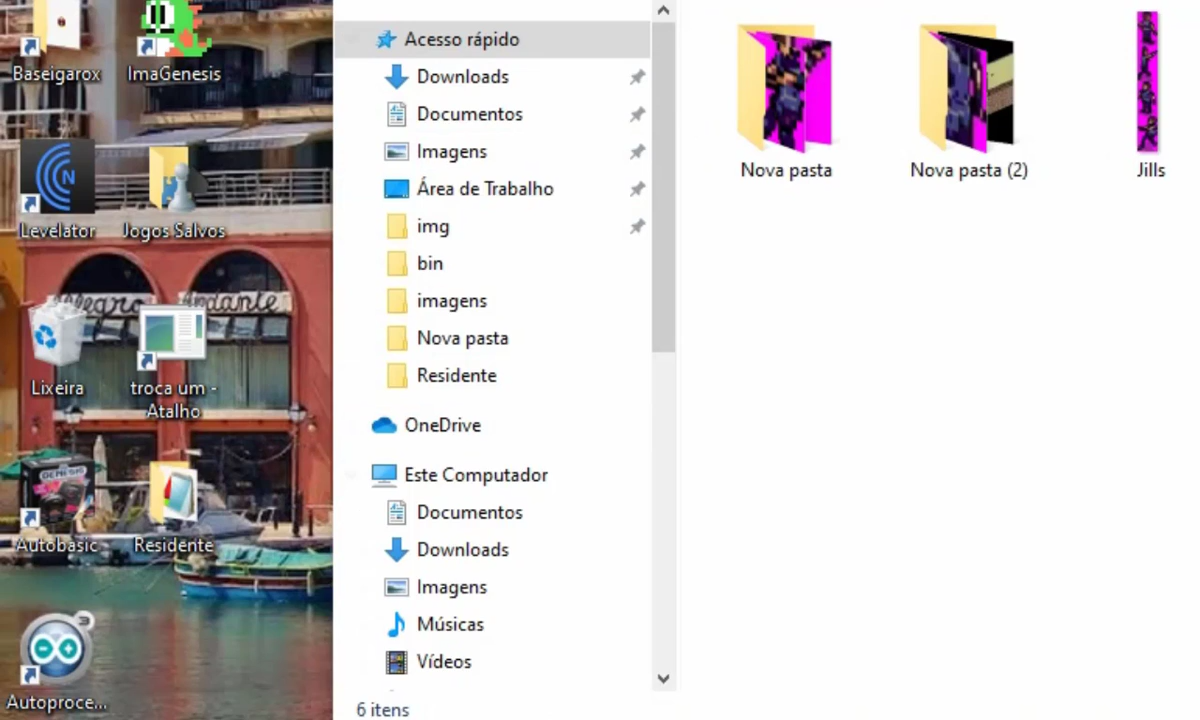 Baseigarox
ImaGenesis
Levelator
Jogos Salvos
Allegro
Andante
Lixeira
troca um -
Atalho
Autobasic
Residente
Autoproce...
Acesso rápido
Downloads
Documentos
Imagens
Área de Trabalho
img
bin
imagens
Nova pasta
Residente
OneDrive
Este Computador
Documentos
Downloads
Imagens
Músicas
Vídeos
6 itens
Nova pasta
Nova pasta (2)
Jills